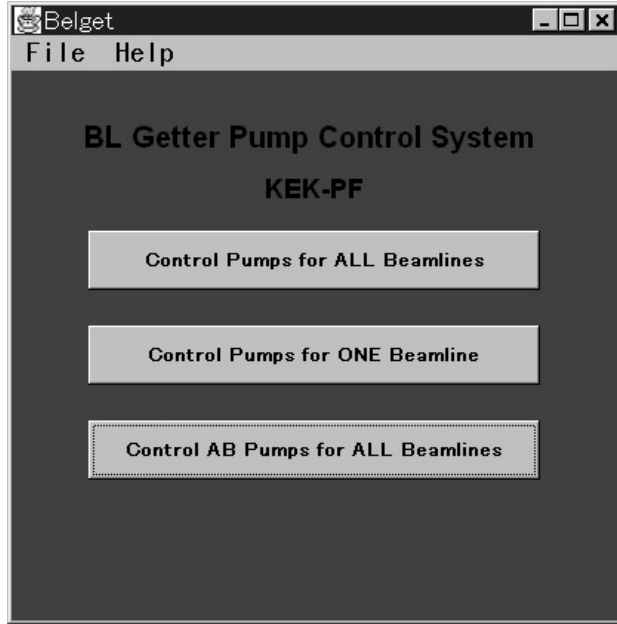 Belget
File Help
BL Getter Pump Control System
KEK-PF
Control Pumps for ALL Beamlines
Control Pumps for ONE Beamline
Control AB Pumps for ALL Beamlines